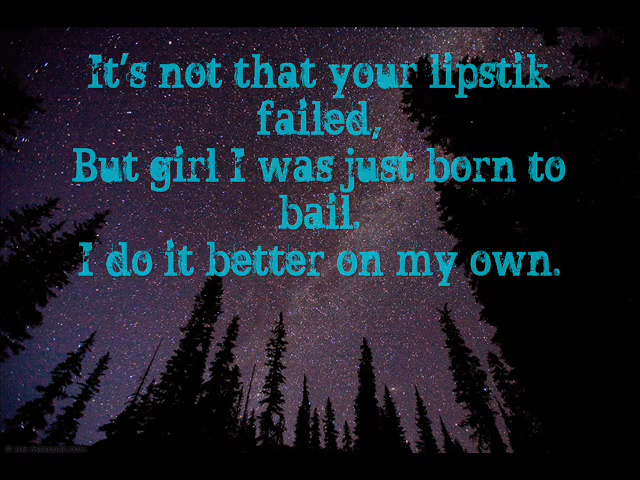 It's not that your lipstik
failed,
But girl I was just born to
bail.
I do it better on my own.